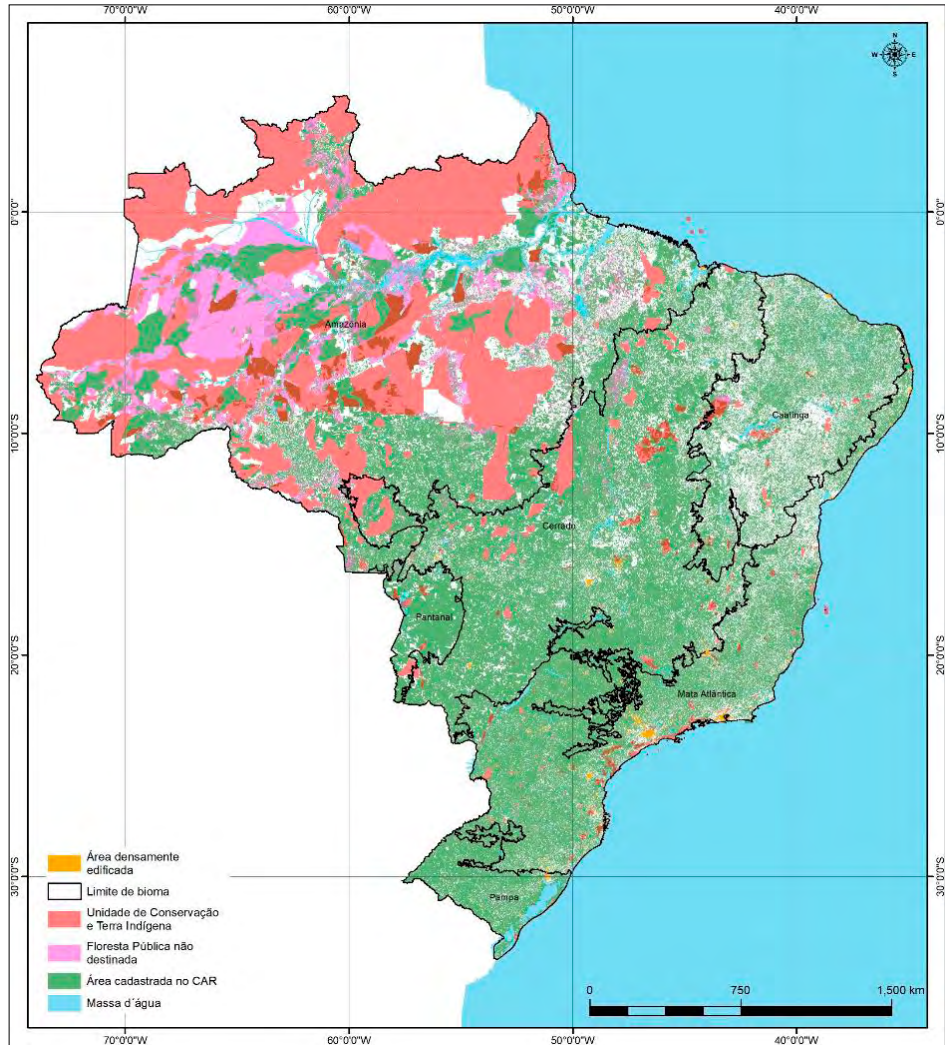 70°0'0"W 60°0'0"W 50°0'0"W 40°0'0"W
N
W E
S
0°0'0" 0°0'0"
Amazônia
Caatinga
10°0'0"S 10°0'0"S
Cerrado
Pantanal
20°0'0"S 20°0'0"S
Mata Atlântica
Área densamente
edificada
Limite de bioma
30°0'0"S 30°0'0"S
Pampa
Unidade de Conservação
e Terra Indígena
Floresta Pública não
destinada
Área cadastrada no CAR
Massa d´água
0 750 1,500 km
70°0'0"W 60°0'0"W 50°0'0"W 40°0'0"W